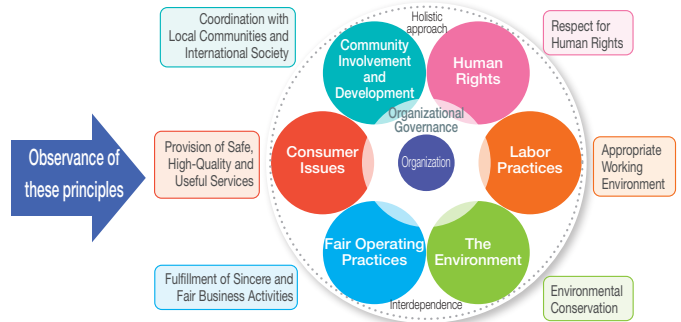 Observance of
these principles
Coordination with
Local Communities and
International Society
Provision of Safe,
High-Quality and
Useful Services
Fulfillment of Sincere and
Fair Business Activities
Holistic
approach
Community
Involvement
and
Development
Human
Rights
Organizational
Governance
Consumer
Issues
Organization
Labor
Practices
Fair Operating
Practices
The
Environment
Interdependence
Respect for
Human Rights
Appropriate
Working
Environment
Environmental
Conservation